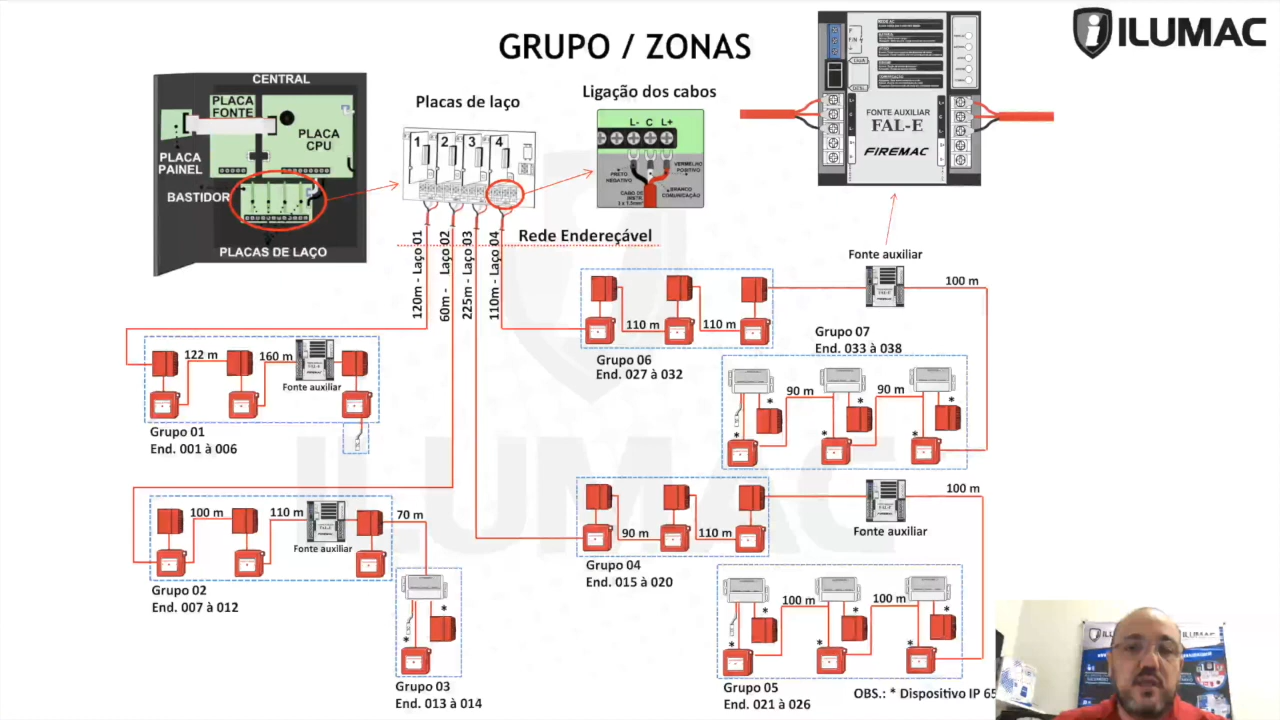 GRUPO / ZONAS
ILUMAC
CENTRAL
PLACA
FONTE
PLACA
CPU
PLACA
PAINEL
BASTIDOR
PLACAS DE LAÇO
Placas de laço
1 2 3 4
Ligação dos cabos
L- C L+
PRETO
NEGATIVO
VERMELHO
POSITIVO
BRANCO
COMUNICAÇÃO
FONTE AUXILIAR
FAL-E
FIREMAC
120m - Laço 01
60m - Laço 02
225m - Laço 03
110m - Laço 04
Rede Endereçável
Fonte auxiliar
100 m
110 m
110 m
Grupo 06
End. 027 à 032
Grupo 07
End. 033 à 038
90 m
90 m
*
*
*
*
*
*
122 m
160 m
Fonte auxiliar
Grupo 01
End. 001 à 006
100 m
110 m
Fonte auxiliar
70 m
Grupo 02
End. 007 à 012
*
*
Grupo 03
End. 013 à 014
90 m
110 m
Grupo 04
End. 015 à 020
Fonte auxiliar
100 m
100 m
100 m
*
*
*
*
*
*
Grupo 05
End. 021 à 026
OBS.: * Dispositivo IP 65
ILUMAC
ILUMAC